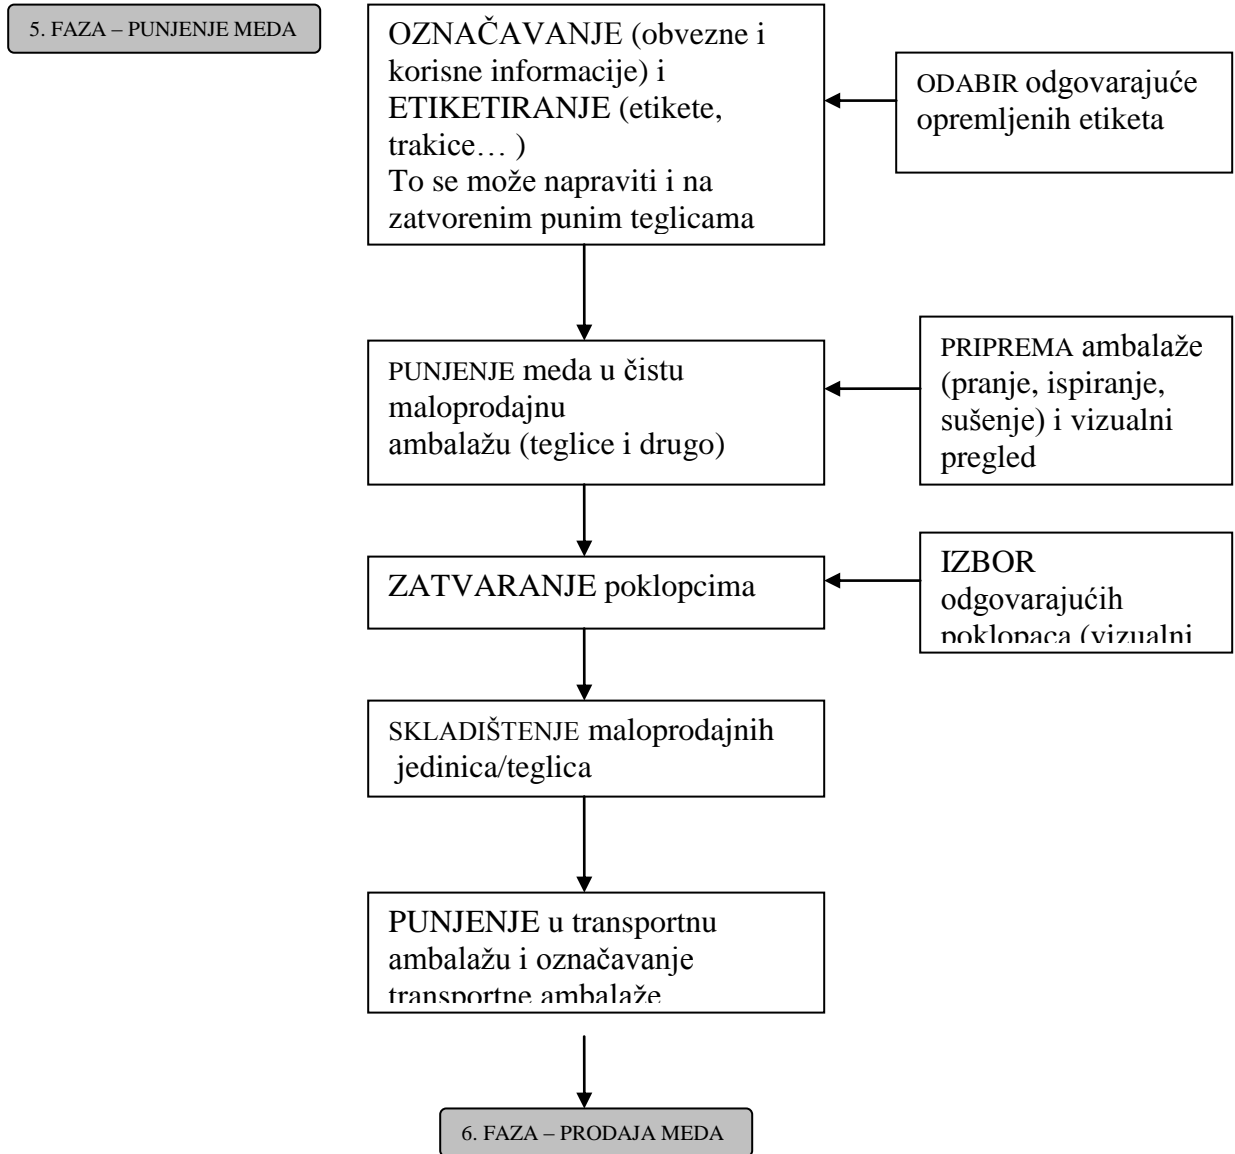 5. FAZA – PUNJENJE MEDA
OZNAČAVANJE (obvezne i
korisne informacije) i
ETIKETIRANJE (etikete,
trakice… )
To se može napraviti i na
zatvorenim punim teglicama
ODABIR odgovarajuće
opremljenih etiketa
PUNJENJE meda u čistu
maloprodajnu
ambalažu (teglice i drugo)
PRIPREMA ambalaže
(pranje, ispiranje,
sušenje) i vizualni
pregled
ZATVARANJE poklopcima
IZBOR
odgovarajućih
poklopaca (vizualni
SKLADIŠTENJE maloprodajnih
jedinica/teglica
PUNJENJE u transportnu
ambalažu i označavanje
transportne ambalaže
6. FAZA – PRODAJA MEDA